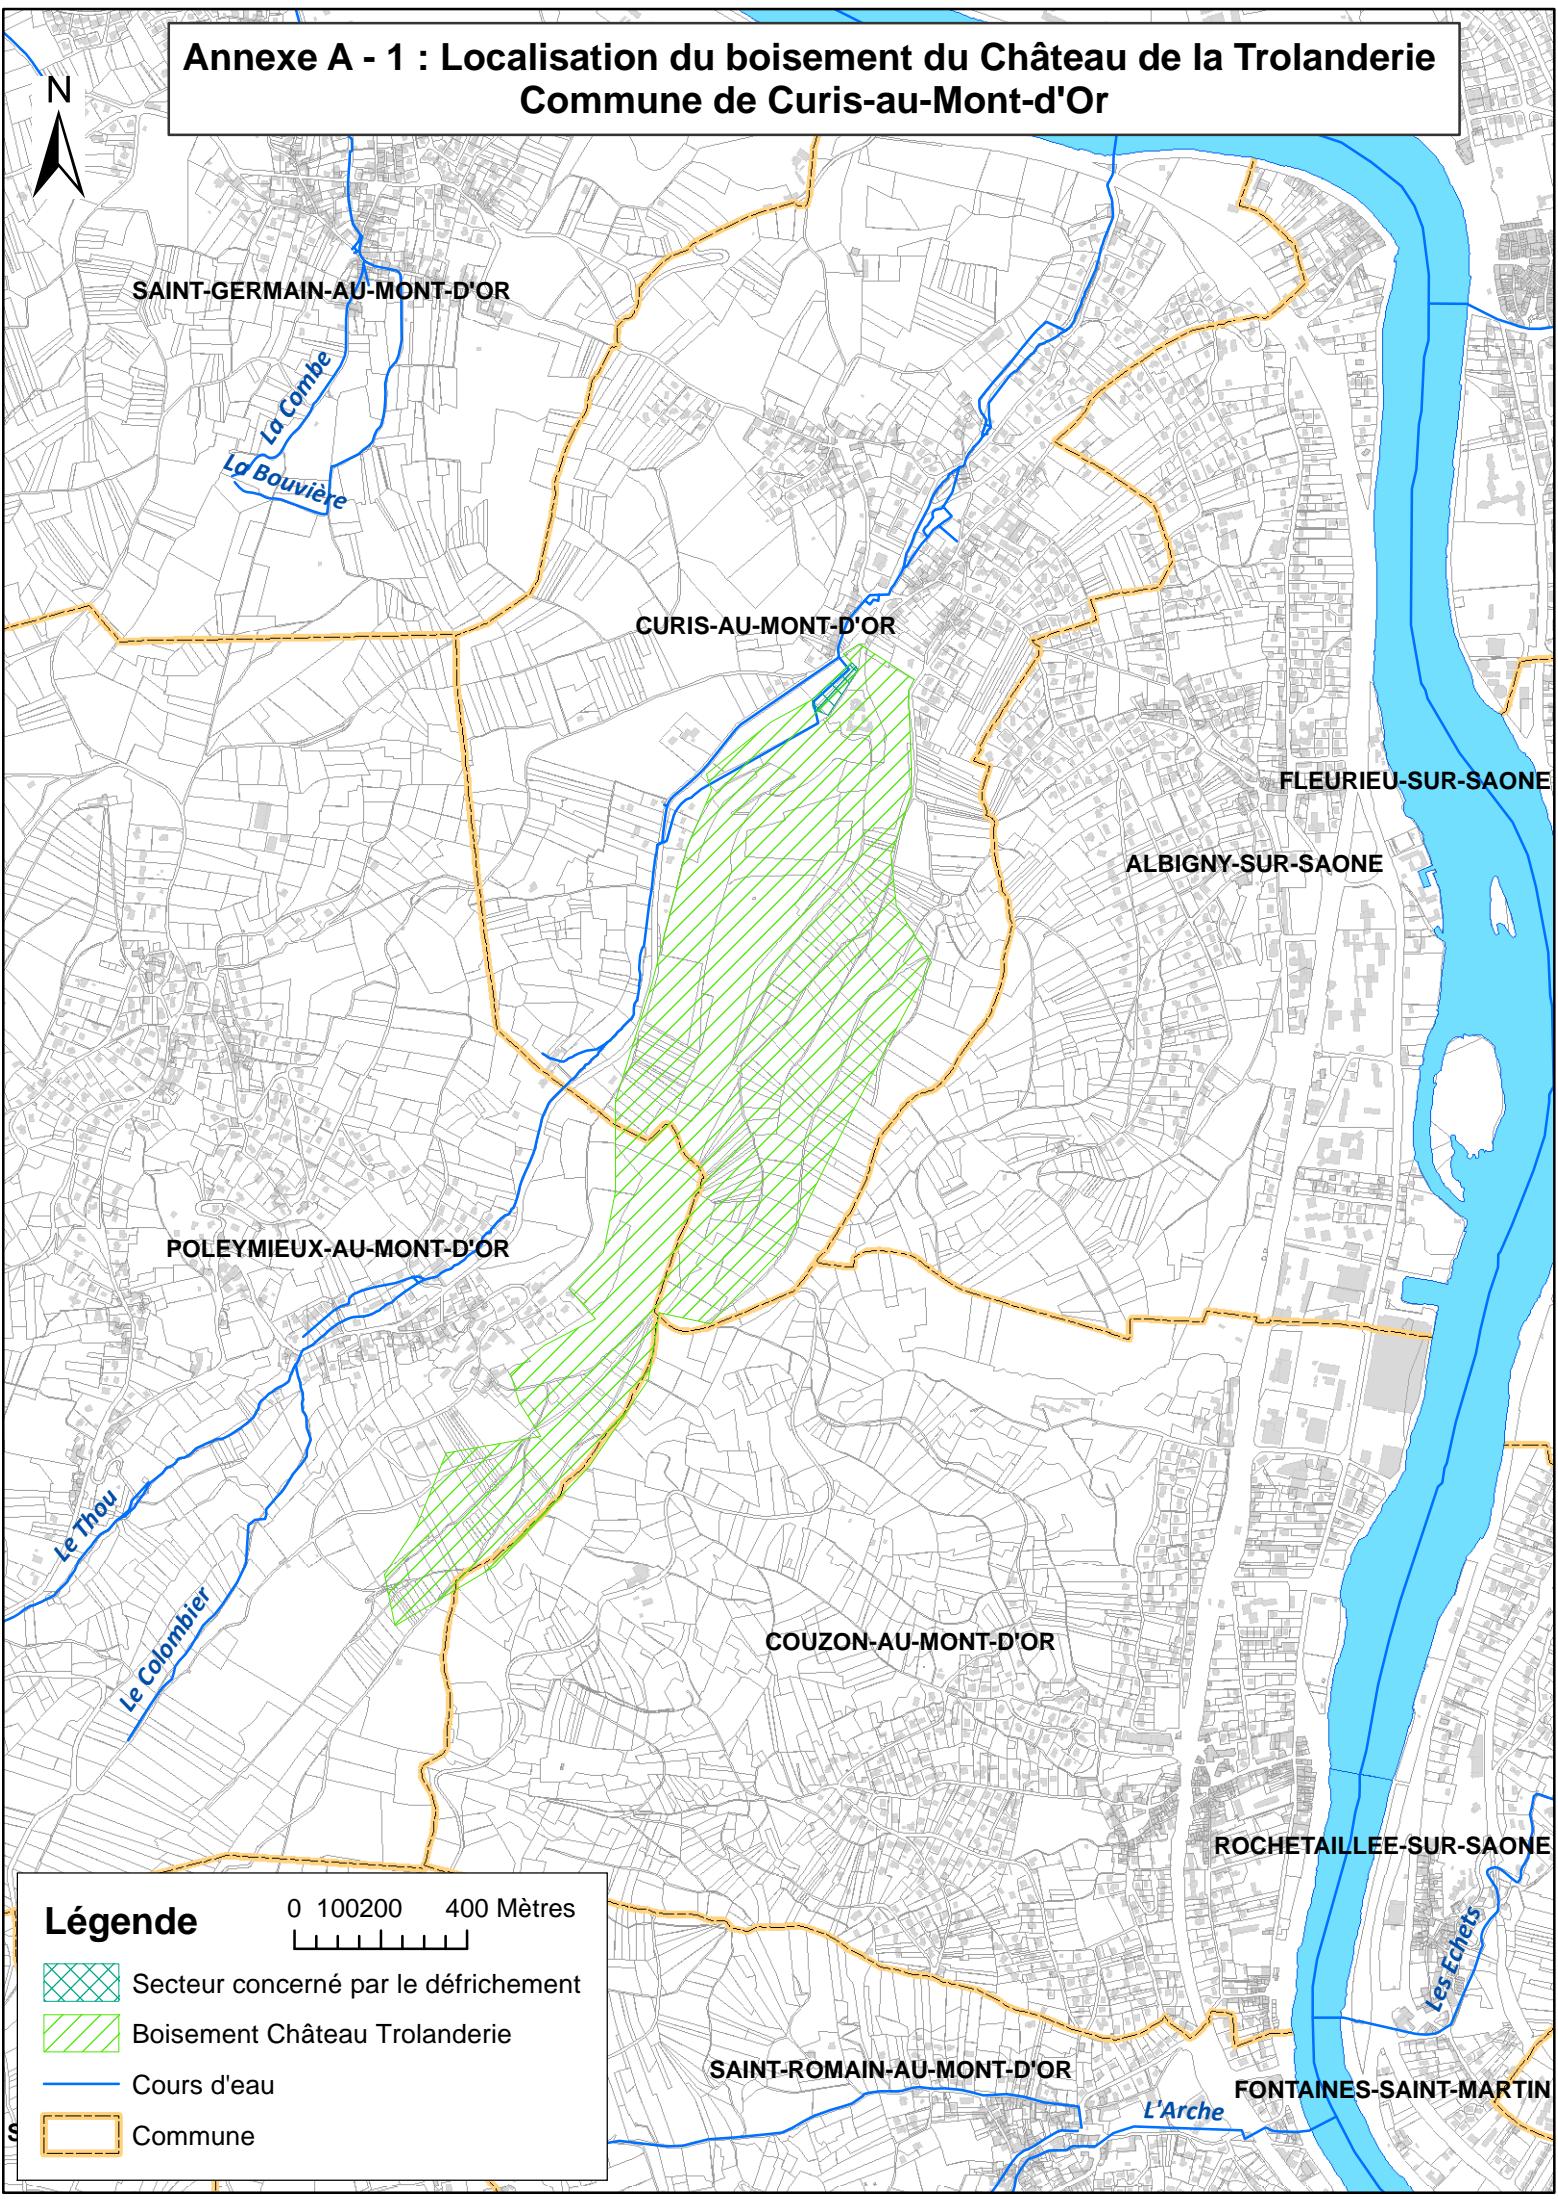 Annexe A - 1 : Localisation du boisement du Château de la Trolanderie
Commune de Curis-au-Mont-d'Or
N
SAINT-GERMAIN-AU-MONT-D'OR
La Combe
La Bouvière
CURIS-AU-MONT-D'OR
FLEURIEU-SUR-SAONE
ALBIGNY-SUR-SAONE
POLEYMIEUX-AU-MONT-D'OR
Le Thou
Le Colombier
COUZON-AU-MONT-D'OR
ROCHETAILLEE-SUR-SAONE
Les Echets
SAINT-ROMAIN-AU-MONT-D'OR
FONTAINES-SAINT-MARTIN
L'Arche
Légende
0 100 200 400 Mètres
Secteur concerné par le défrichement
Boisement Château Trolanderie
Cours d'eau
Commune
S